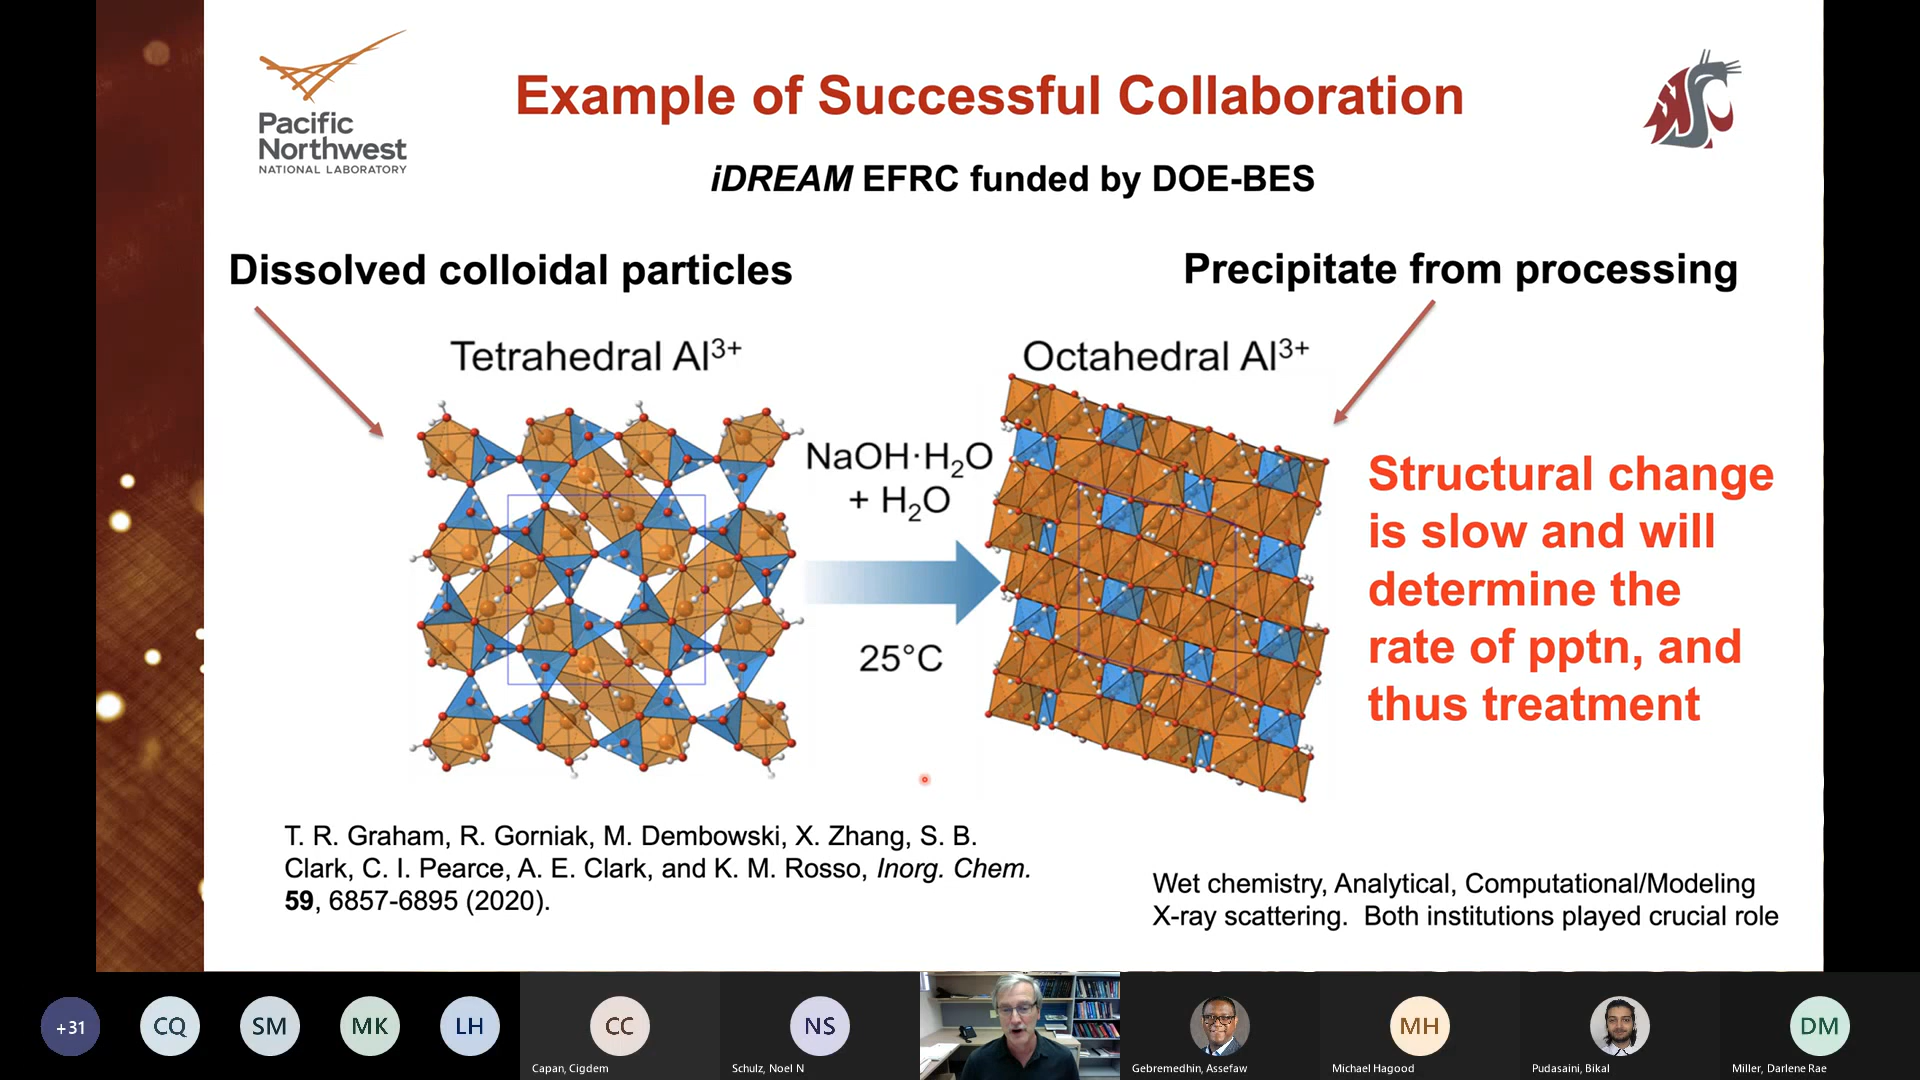 Pacific
Northwest
NATIONAL LABORATORY
Example of Successful Collaboration
WSU
iDREAM EFRC funded by DOE-BES
Dissolved colloidal particles
Precipitate from processing
Tetrahedral Al³⁺
Octahedral Al³⁺
NaOH·H₂O
+ H₂O
25°C
Structural change
is slow and will
determine the
rate of pptn, and
thus treatment
T. R. Graham, R. Gorniak, M. Dembowski, X. Zhang, S. B.
Clark, C. I. Pearce, A. E. Clark, and K. M. Rosso, Inorg. Chem.
59, 6857-6895 (2020).
Wet chemistry, Analytical, Computational/Modeling
X-ray scattering.  Both institutions played crucial role
+31
CQ
SM
MK
LH
CC
Capan, Cigdem
NS
Schulz, Noel N
Gebremedhin, Assefaw
MH
Michael Hagood
Pudasaini, Bikal
DM
Miller, Darlene Rae